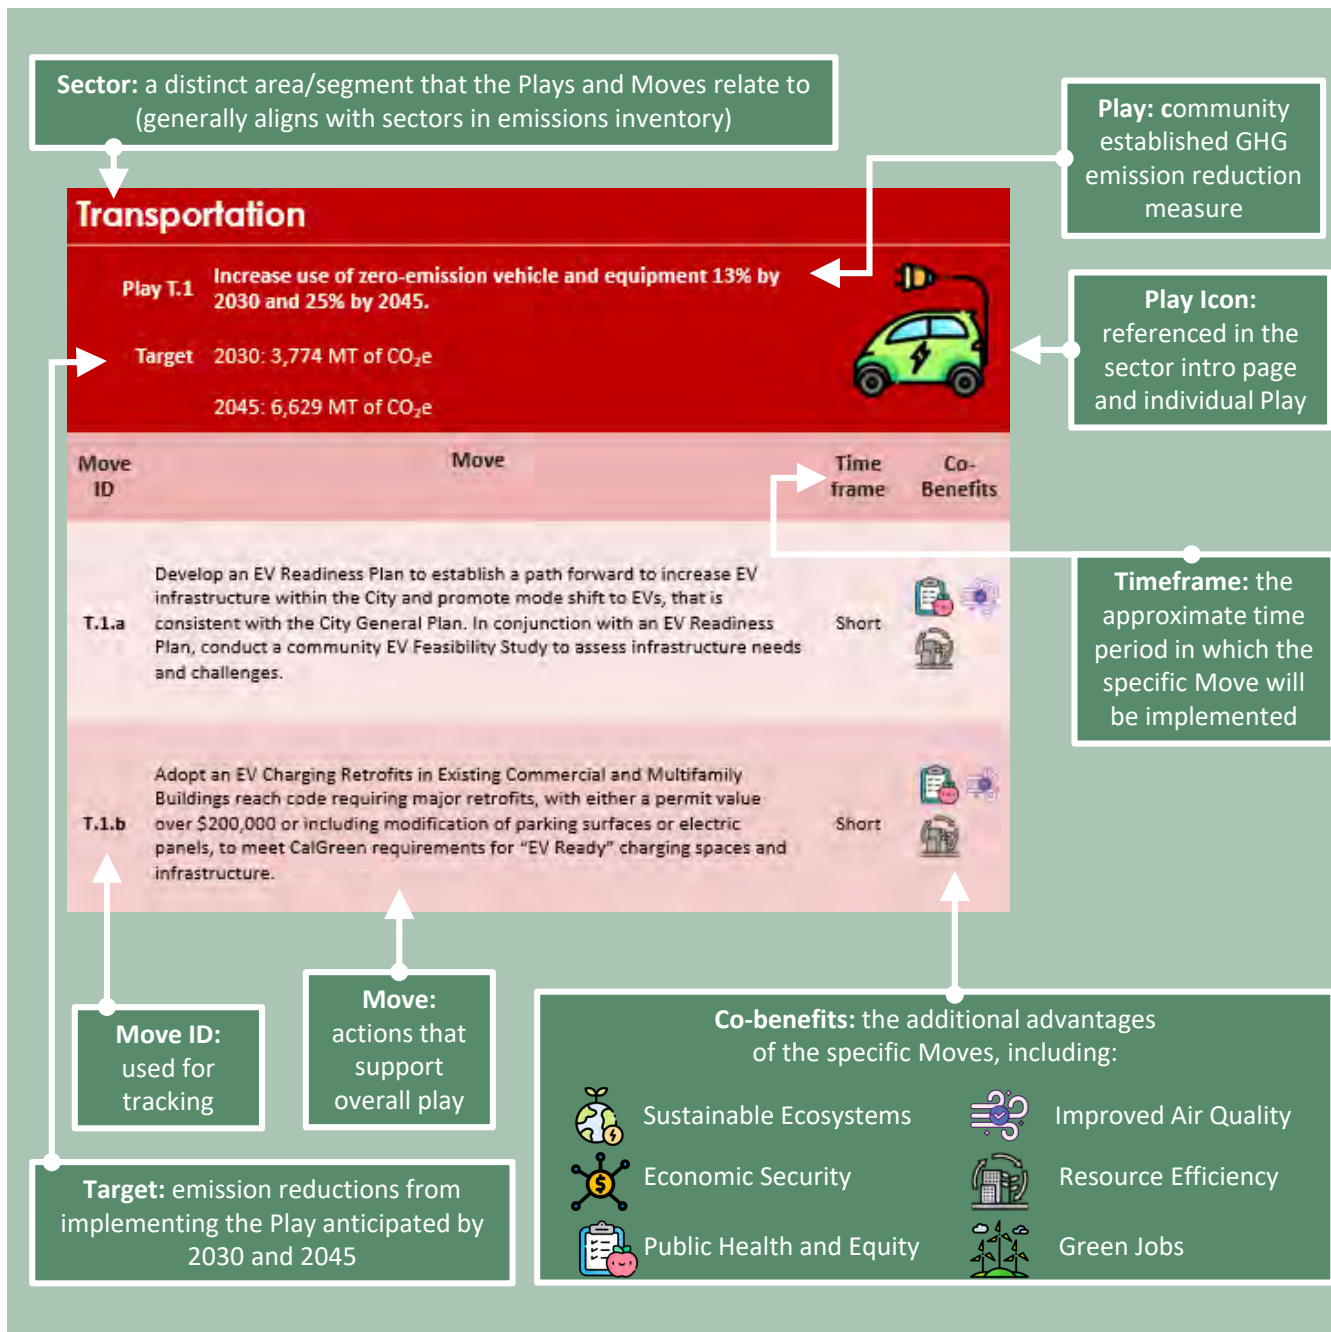 Sector: a distinct area/segment that the Plays and Moves relate to
(generally aligns with sectors in emissions inventory)
Play: community
established GHG
emission reduction
measure
Transportation
Play T.1
Increase use of zero-emission vehicle and equipment 13% by
2030 and 25% by 2045.
Target
2030: 3,774 MT of CO₂e
2045: 6,629 MT of CO₂e
Play Icon:
referenced in the
sector intro page
and individual Play
Move
ID
Move
Time
frame
Co-
Benefits
T.1.a
Develop an EV Readiness Plan to establish a path forward to increase EV
infrastructure within the City and promote mode shift to EVs, that is
consistent with the City General Plan. In conjunction with an EV Readiness
Plan, conduct a community EV Feasibility Study to assess infrastructure needs
and challenges.
Short
Timeframe: the
approximate time
period in which the
specific Move will
be implemented
T.1.b
Adopt an EV Charging Retrofits in Existing Commercial and Multifamily
Buildings reach code requiring major retrofits, with either a permit value
over $200,000 or including modification of parking surfaces or electric
panels, to meet CalGreen requirements for “EV Ready” charging spaces and
infrastructure.
Short
Move ID:
used for
tracking
Move:
actions that
support
overall play
Target: emission reductions from
implementing the Play anticipated by
2030 and 2045
Co-benefits: the additional advantages
of the specific Moves, including:
Sustainable Ecosystems
Improved Air Quality
Economic Security
Resource Efficiency
Public Health and Equity
Green Jobs